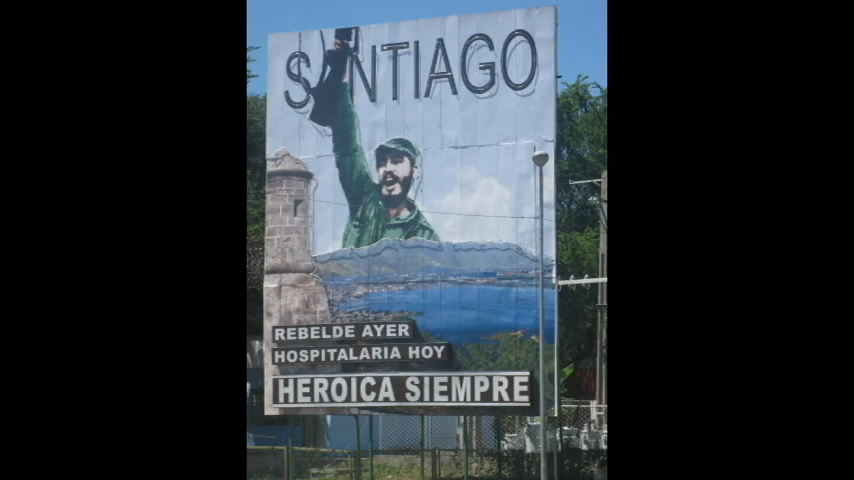 SANTIAGO
REBELDE AYER
HOSPITALARIA HOY
HEROICA SIEMPRE